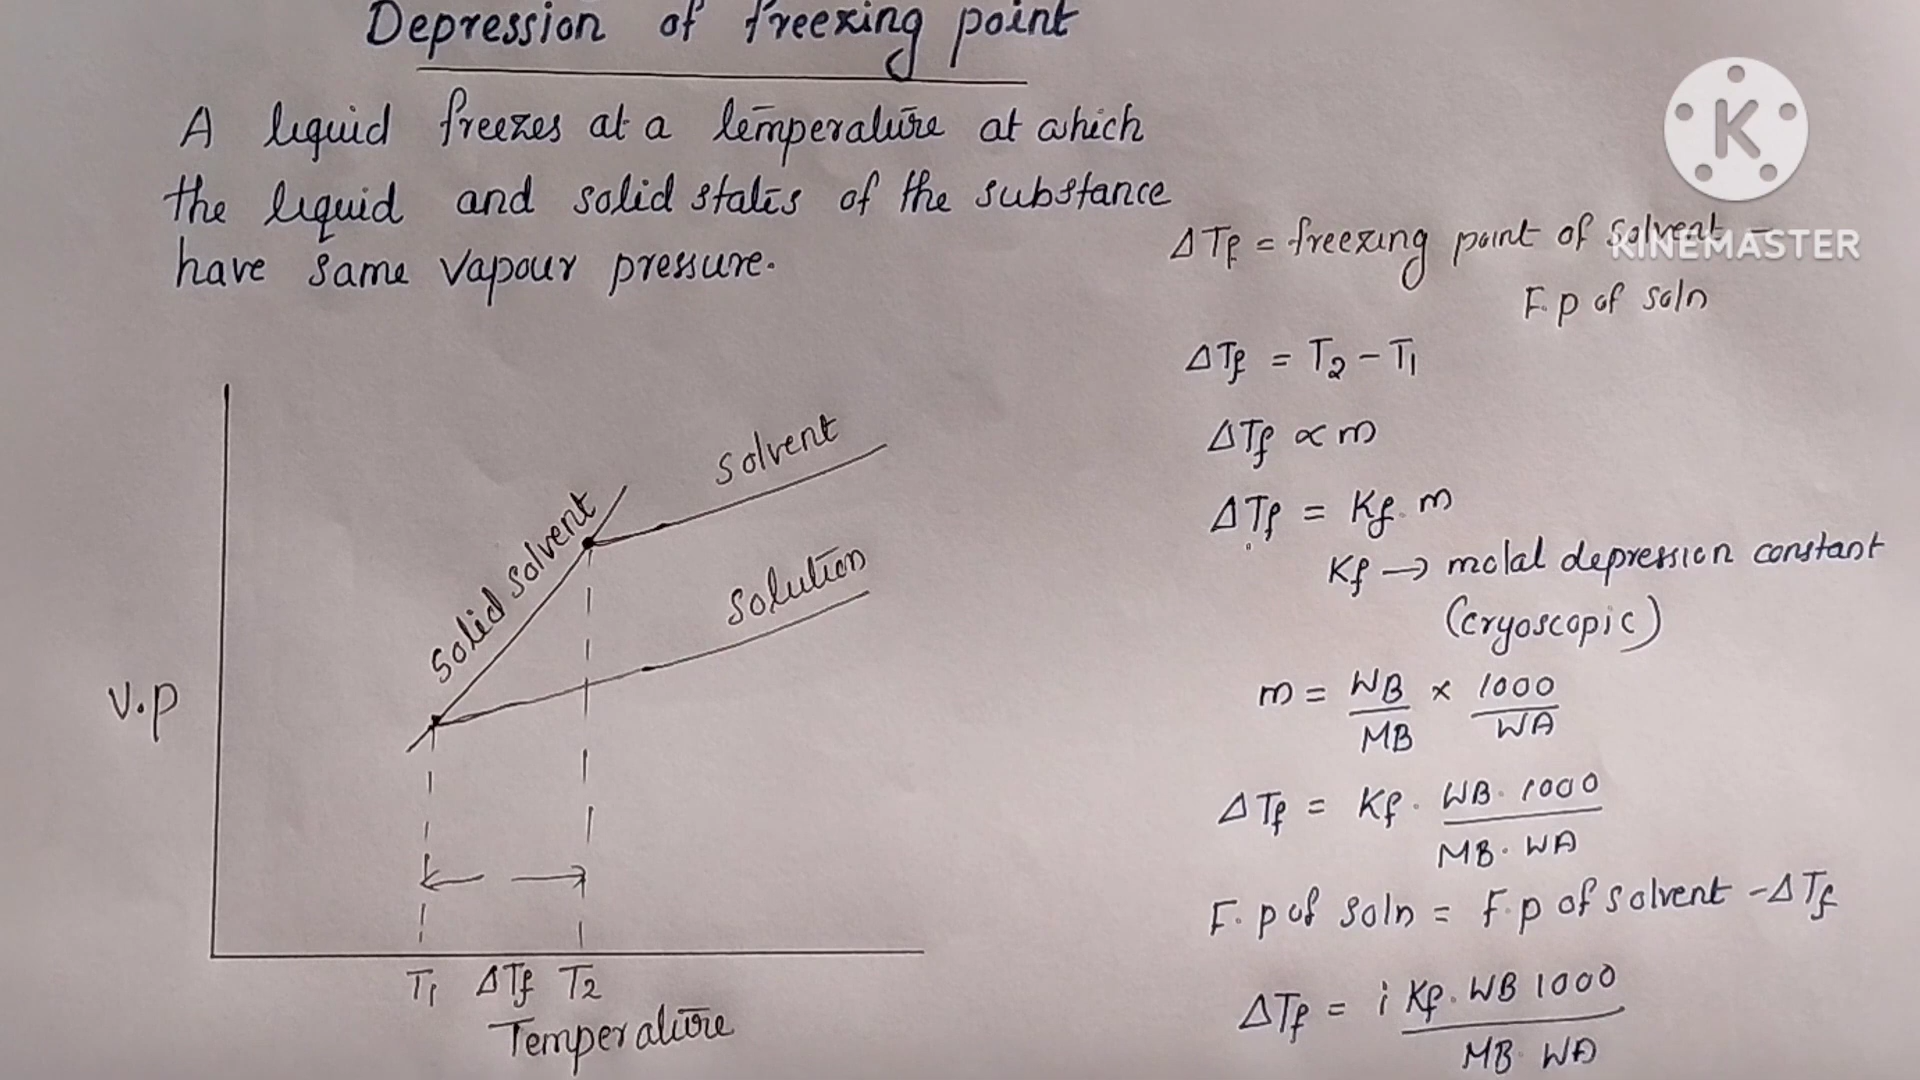 Depression of freezing point
A liquid freezes at a temperature at which
the liquid and solid states of the substance
have same vapour pressure.
K
KINEMASTER
ΔTf = freezing point of solvent -
F.p of soln
ΔTf = T2 - T1
ΔTf ∝ m
ΔTf = Kf. m
Kf → molal depression constant
(cryoscopic)
m = WB/MB × 1000/WA
ΔTf = Kf. WB. 1000/MB. WA
F.p of soln = F.p of solvent - ΔTf
ΔTf = i Kf. WB 1000/MB. WA
solvent
solid solvent
solution
V.p
T1 ΔTf T2
Temperature